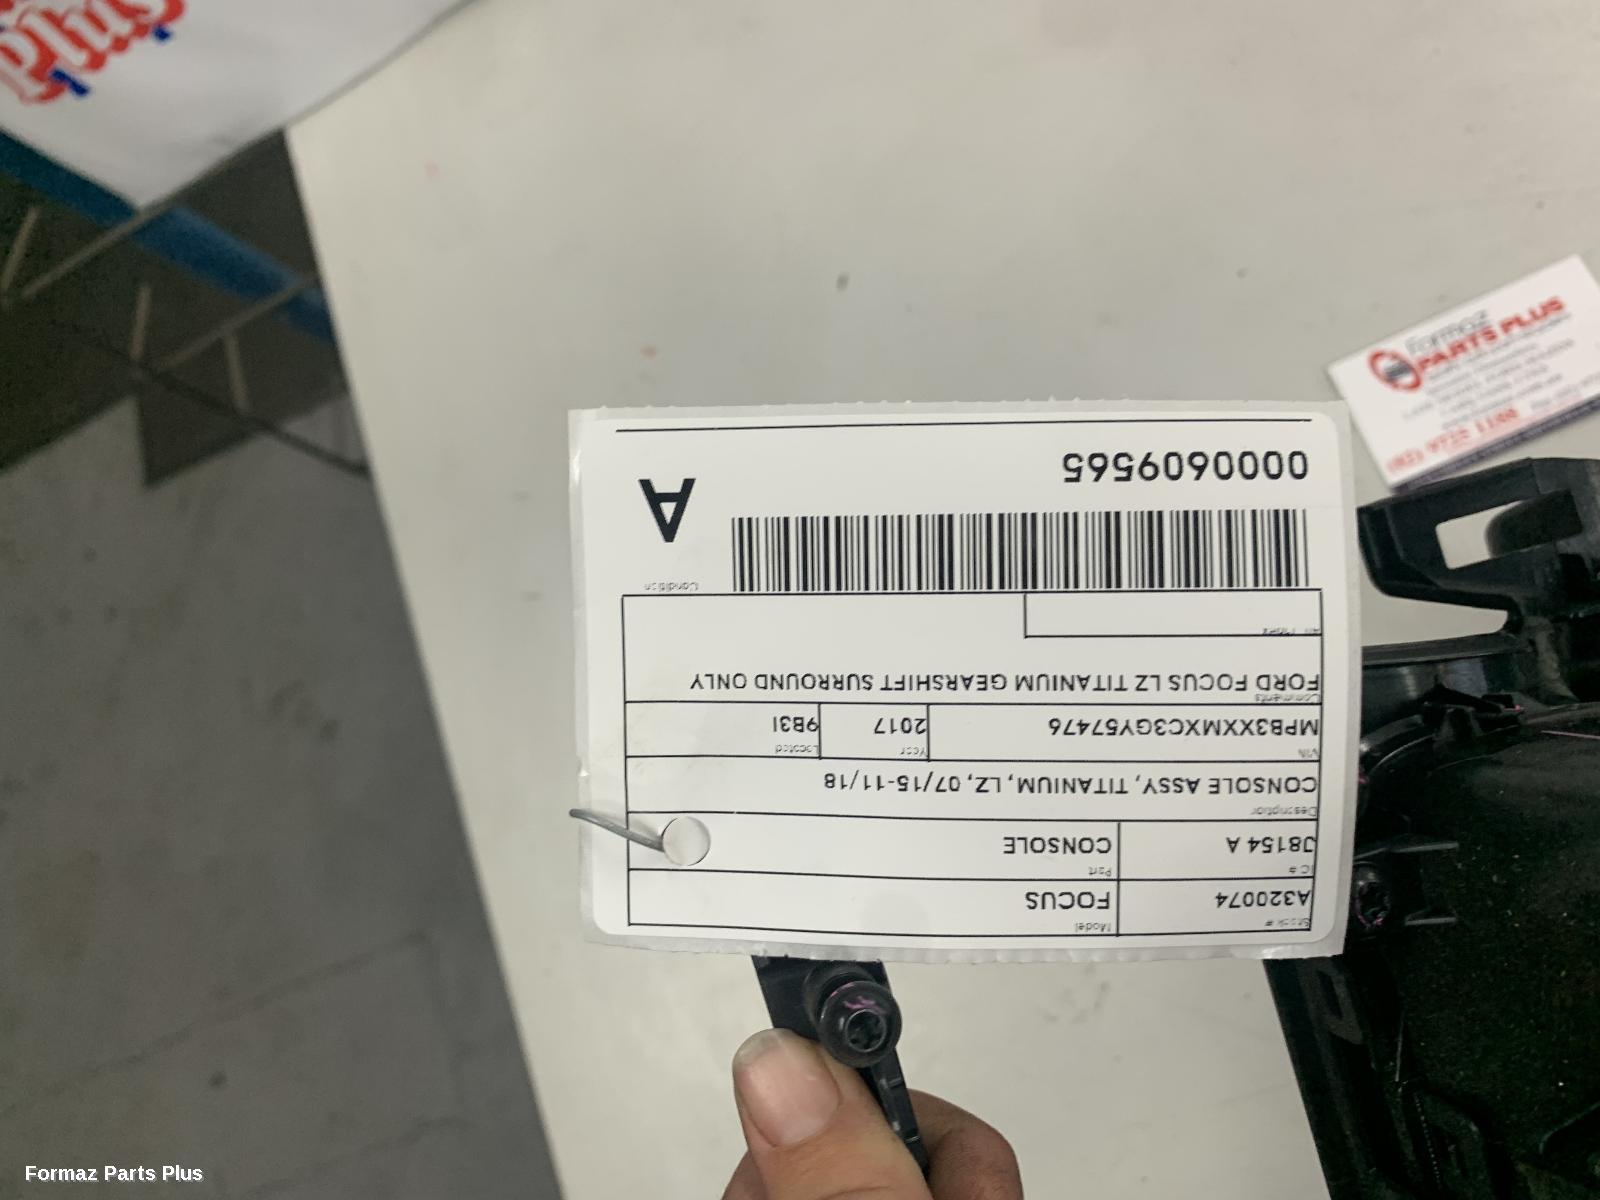 Stock #
A320074
Model
FOCUS
IC #
J8154 A
Part
CONSOLE
Description
CONSOLE ASSY, TITANIUM, LZ, 07/15-11/18
VIN
MPB3XXMXC3GY57476
Year
2017
Located
9B3I
Comments
FORD FOCUS LZ TITANIUM GEARSHIFT SURROUND ONLY
Condition
A
0000609565
Formaz
PARTS PLUS
Plus
Formaz Parts Plus